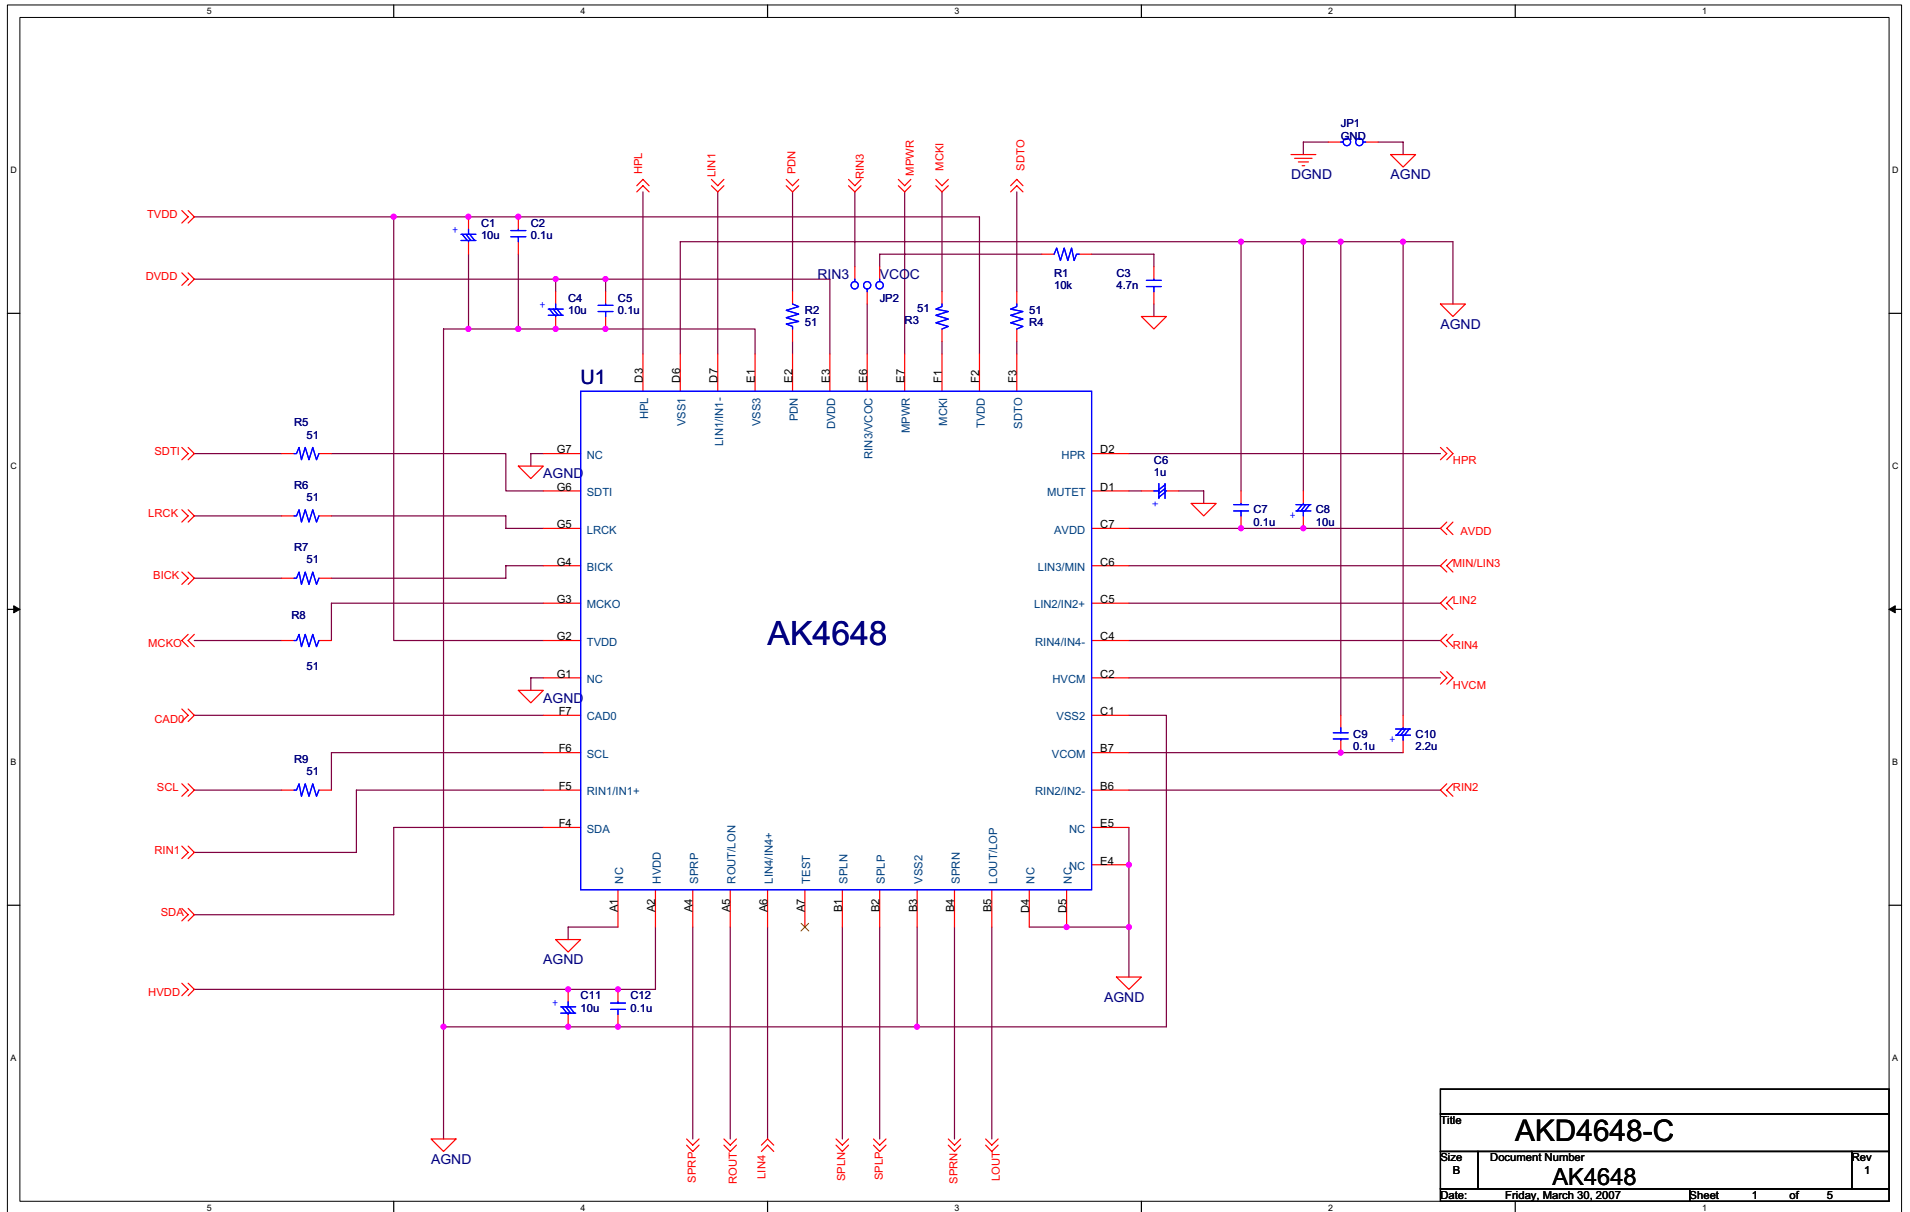 5 4 3 2 1
D D
C C
B B
A A
JP1
GND
DGND AGND
HPL
LIN1
PDN
RIN3
MPWR
MCKI
SDTO
TVDD
C1
10u
C2
0.1u
DVDD
C4
10u
C5
0.1u
RIN3 VCOC
JP2
R1
10k
C3
4.7n
R2
51
51
R3
51
R4
AGND
U1
D3
D6
D7
E1
E2
E3
E6
E7
F1
F2
F3
HPL
VSS1
LIN1/IN1-
VSS3
PDN
DVDD
RIN3/VCOC
MPWR
MCKI
TVDD
SDTO
R5
51
SDTI
R6
51
LRCK
R7
51
BICK
R8
MCKO
51
CAD0
R9
51
SCL
RIN1
SDA
G7 NC
AGND
G6 SDTI
G5 LRCK
G4 BICK
G3 MCKO
G2 TVDD
G1 NC
AGND
F7 CAD0
F6 SCL
F5 RIN1/IN1+
F4 SDA
AK4648
HPR D2
MUTET D1
AVDD C7
LIN3/MIN C6
LIN2/IN2+ C5
RIN4/IN4- C4
HVCM C2
VSS2 C1
VCOM B7
RIN2/IN2- B6
NC E5
NC E4
C6
1u
C7
0.1u
C8
10u
C9
0.1u
C10
2.2u
HPR
AVDD
MIN/LIN3
LIN2
RIN4
HVCM
RIN2
NC
HVDD
SPRP
ROUT/LON
LIN4/IN4+
TEST
SPLN
SPLP
VSS2
SPRN
LOUT/LOP
NC
NC
A1
A2
A4
A5
A6
A7
B1
B2
B3
B4
B5
D4
D5
AGND
AGND
HVDD
C11
10u
C12
0.1u
AGND
SPRP
ROUT
LIN4
SPLN
SPLP
SPRN
LOUT
Title
AKD4648-C
Size
B
Document Number
AK4648
Rev
1
Date: Friday, March 30, 2007 Sheet 1 of 5
5 4 3 2 1